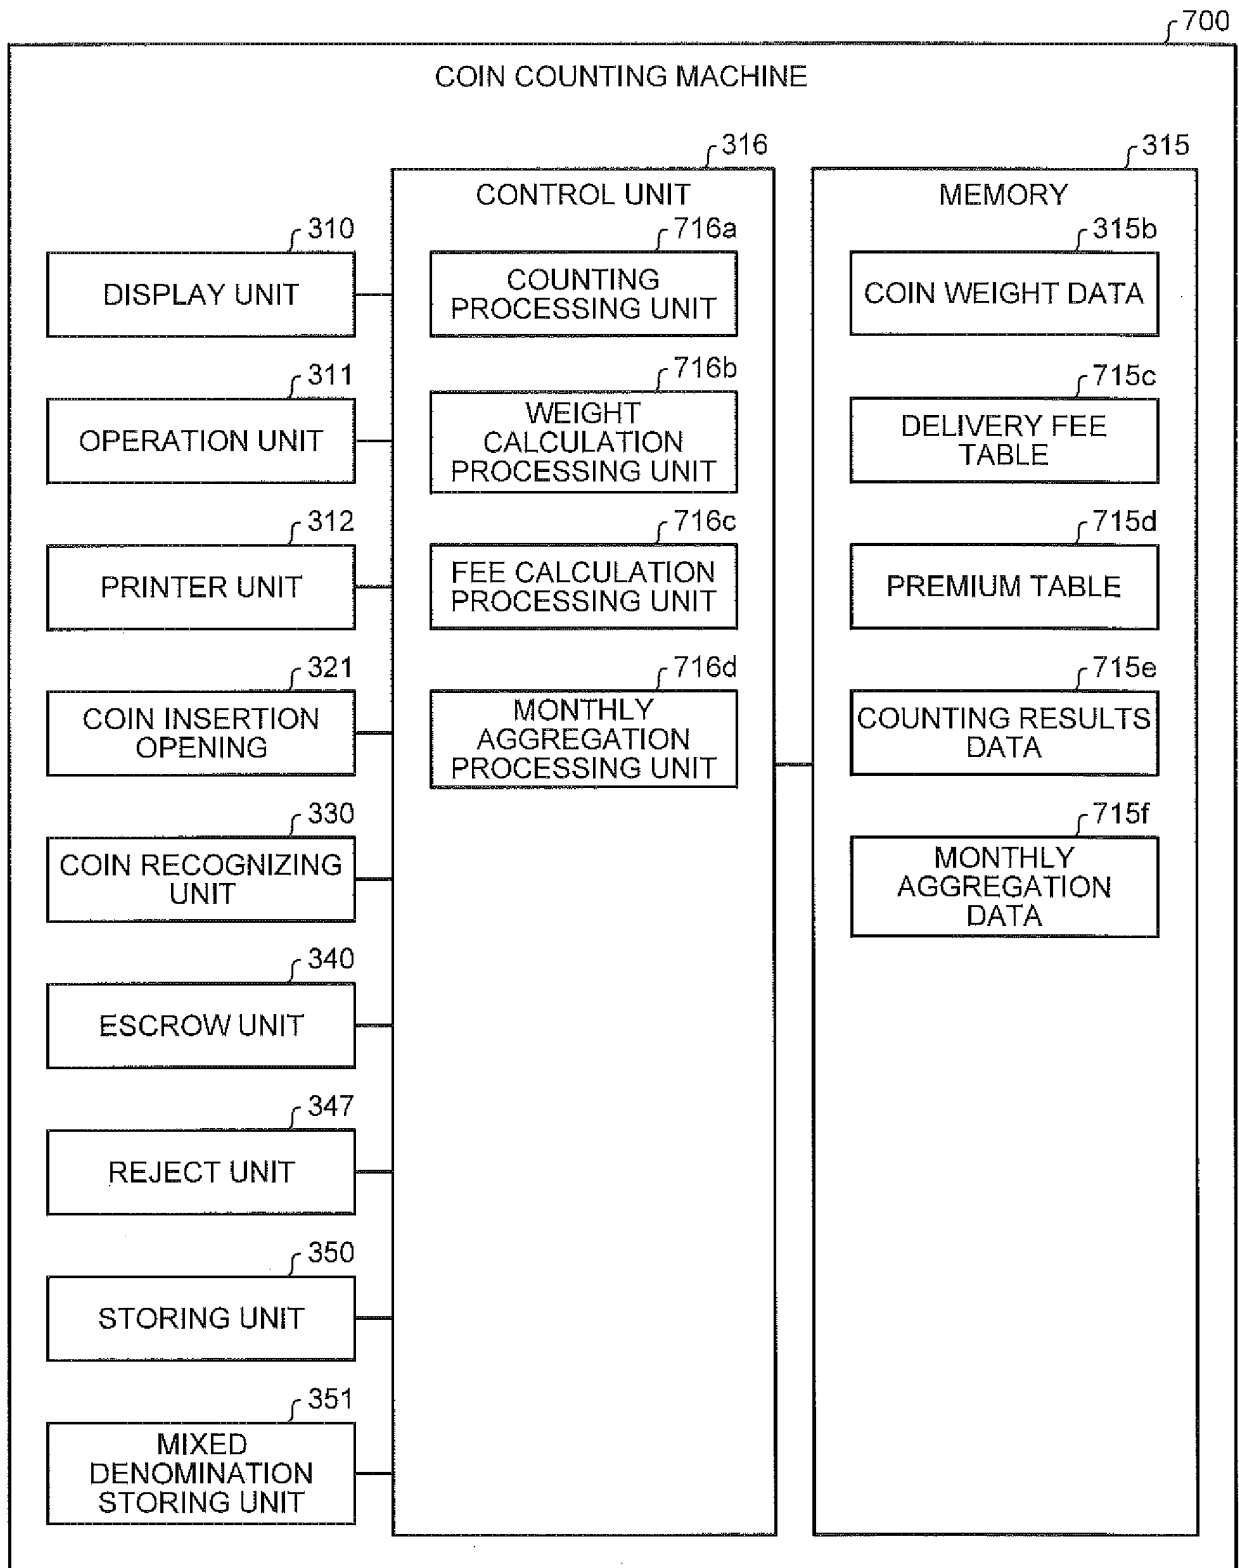 700
COIN COUNTING MACHINE
316
CONTROL UNIT
315
MEMORY
310
DISPLAY UNIT
311
OPERATION UNIT
312
PRINTER UNIT
321
COIN INSERTION
OPENING
330
COIN RECOGNIZING
UNIT
340
ESCROW UNIT
347
REJECT UNIT
350
STORING UNIT
351
MIXED
DENOMINATION
STORING UNIT
716a
COUNTING
PROCESSING UNIT
716b
WEIGHT
CALCULATION
PROCESSING UNIT
716c
FEE CALCULATION
PROCESSING UNIT
716d
MONTHLY
AGGREGATION
PROCESSING UNIT
315b
COIN WEIGHT DATA
715c
DELIVERY FEE
TABLE
715d
PREMIUM TABLE
715e
COUNTING RESULTS
DATA
715f
MONTHLY
AGGREGATION
DATA